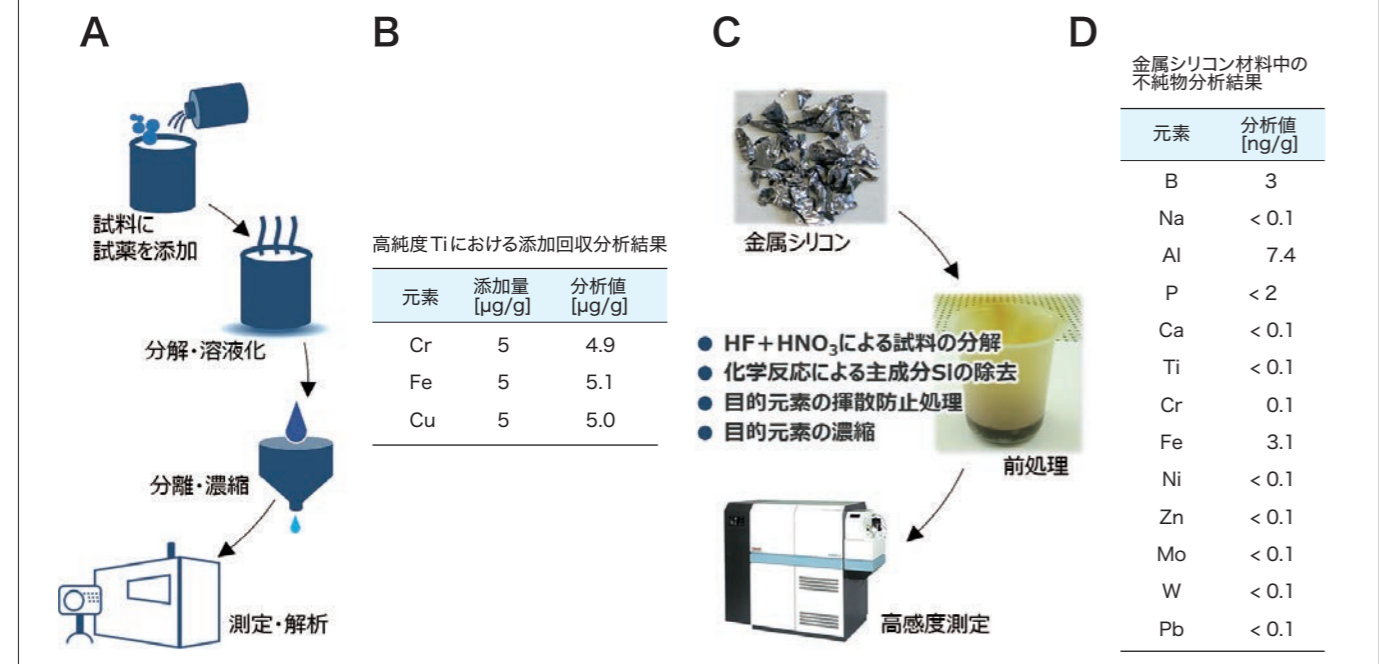 A
試料に
試薬を添加
分解・溶液化
分離・濃縮
測定・解析
B
高純度Tiにおける添加回収分析結果
元素 添加量 [μg/g] 分析値 [μg/g]
Cr 5 4.9
Fe 5 5.1
Cu 5 5.0
C
金属シリコン
● HF+HNO₃による試料の分解
● 化学反応による主成分SIの除去
● 目的元素の揮散防止処理
● 目的元素の濃縮
前処理
高感度測定
D
金属シリコン材料中の
不純物分析結果
元素 分析値 [ng/g]
B 3
Na < 0.1
Al 7.4
P < 2
Ca < 0.1
Ti < 0.1
Cr 0.1
Fe 3.1
Ni < 0.1
Zn < 0.1
Mo < 0.1
W < 0.1
Pb < 0.1